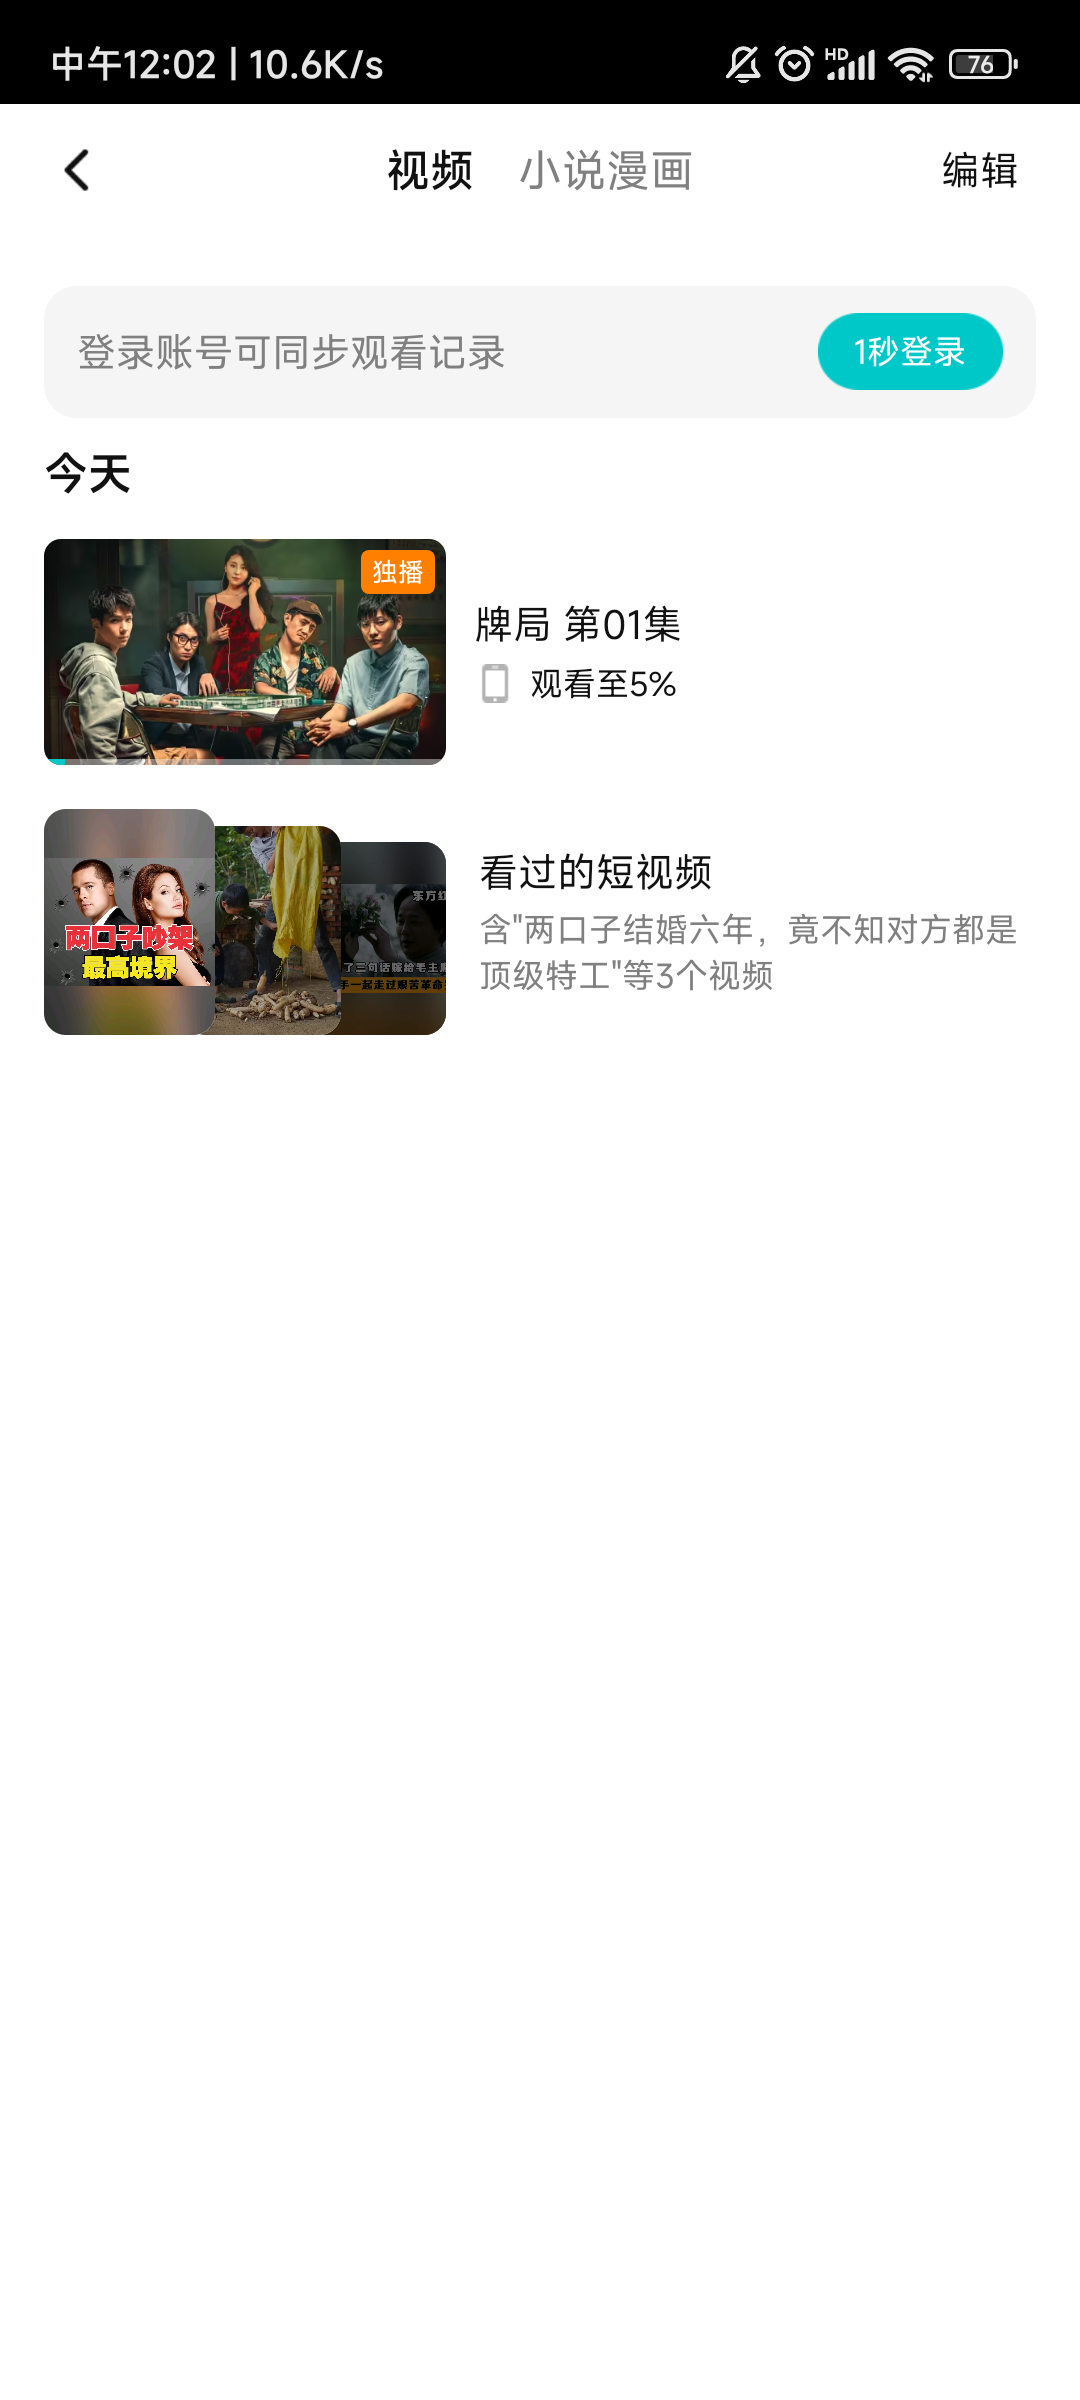 中午12:02 | 10.6K/s
HD
76
视频 小说漫画 编辑
登录账号可同步观看记录
1秒登录
今天
独播
牌局 第01集
观看至5%
两口子吵架
最高境界
东方红
了三句话嫁给毛主席
手一起走过艰苦革命
看过的短视频
含"两口子结婚六年，竟不知对方都是
顶级特工"等3个视频